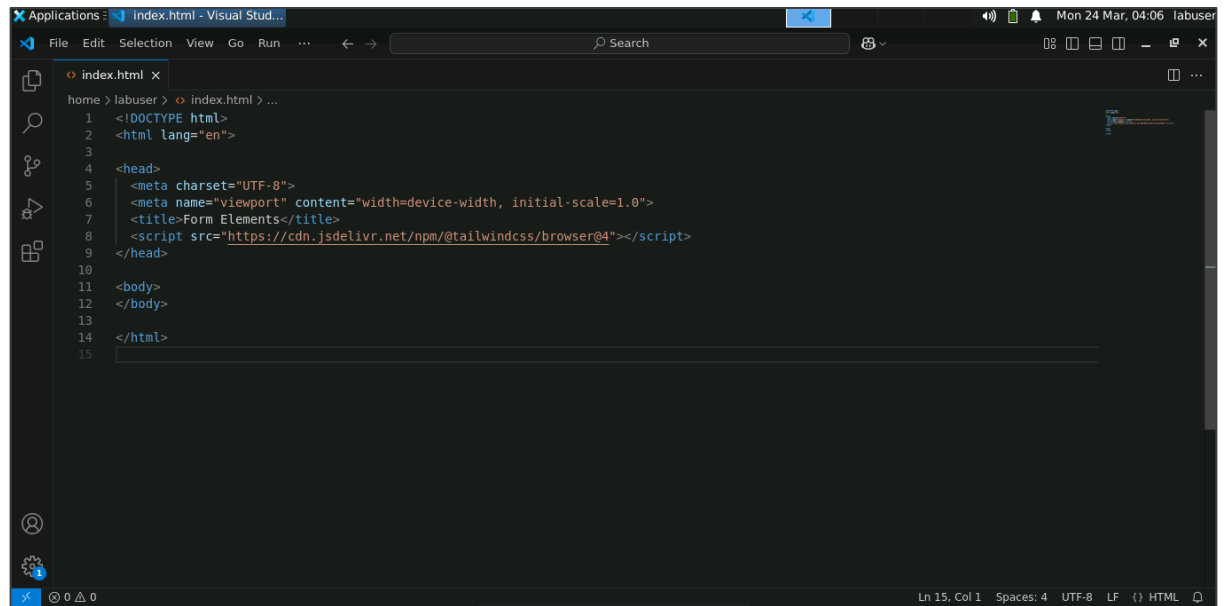 Applications index.html - Visual Stud... Mon 24 Mar, 04:06 labuser
File Edit Selection View Go Run ... Search
index.html
home > labuser > index.html > ...
1 <!DOCTYPE html>
2 <html lang="en">
3
4 <head>
5 <meta charset="UTF-8">
6 <meta name="viewport" content="width=device-width, initial-scale=1.0">
7 <title>Form Elements</title>
8 <script src="https://cdn.jsdelivr.net/npm/@tailwindcss/browser@4"></script>
9 </head>
10
11 <body>
12 </body>
13
14 </html>
15
1
0 0 Ln 15, Col 1 Spaces: 4 UTF-8 LF {} HTML